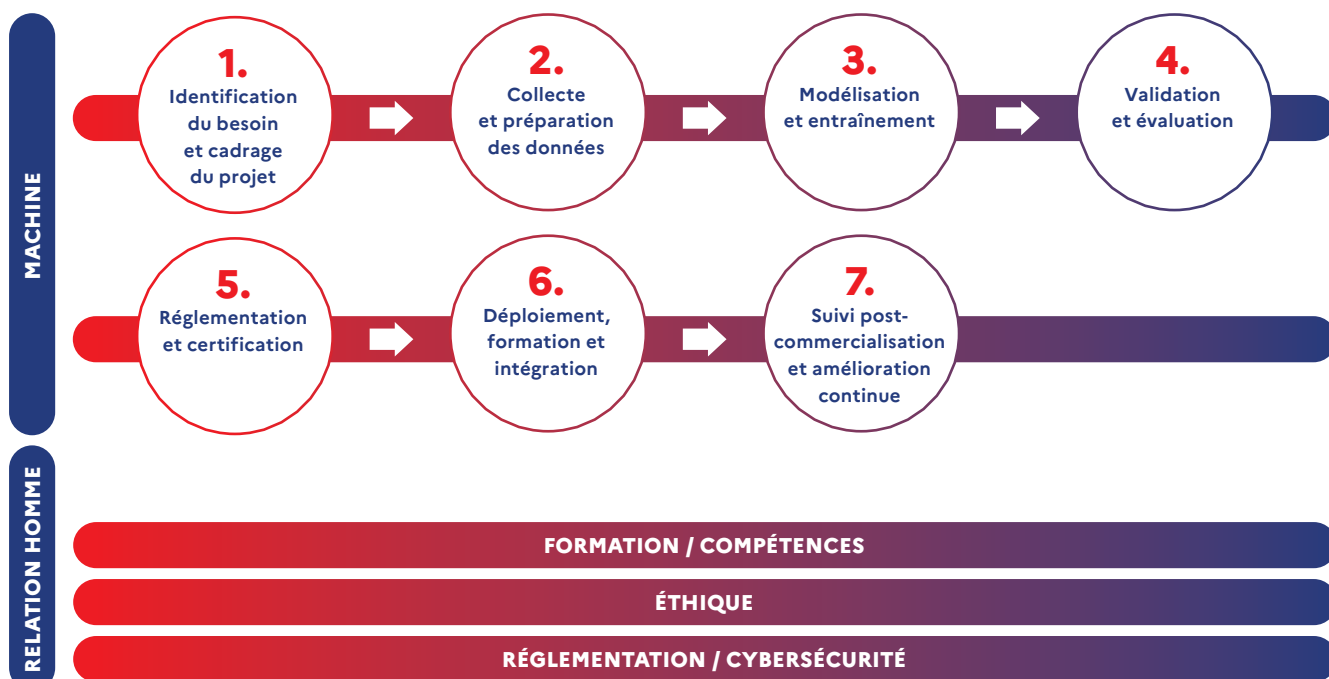 MACHINE
1.
Identification
du besoin
et cadrage
du projet
2.
Collecte
et préparation
des données
3.
Modélisation
et entraînement
4.
Validation
et évaluation
5.
Réglementation
et certification
6.
Déploiement,
formation et
intégration
7.
Suivi post-
commercialisation
et amélioration
continue
RELATION HOMME
FORMATION / COMPÉTENCES
ÉTHIQUE
RÉGLEMENTATION / CYBERSÉCURITÉ